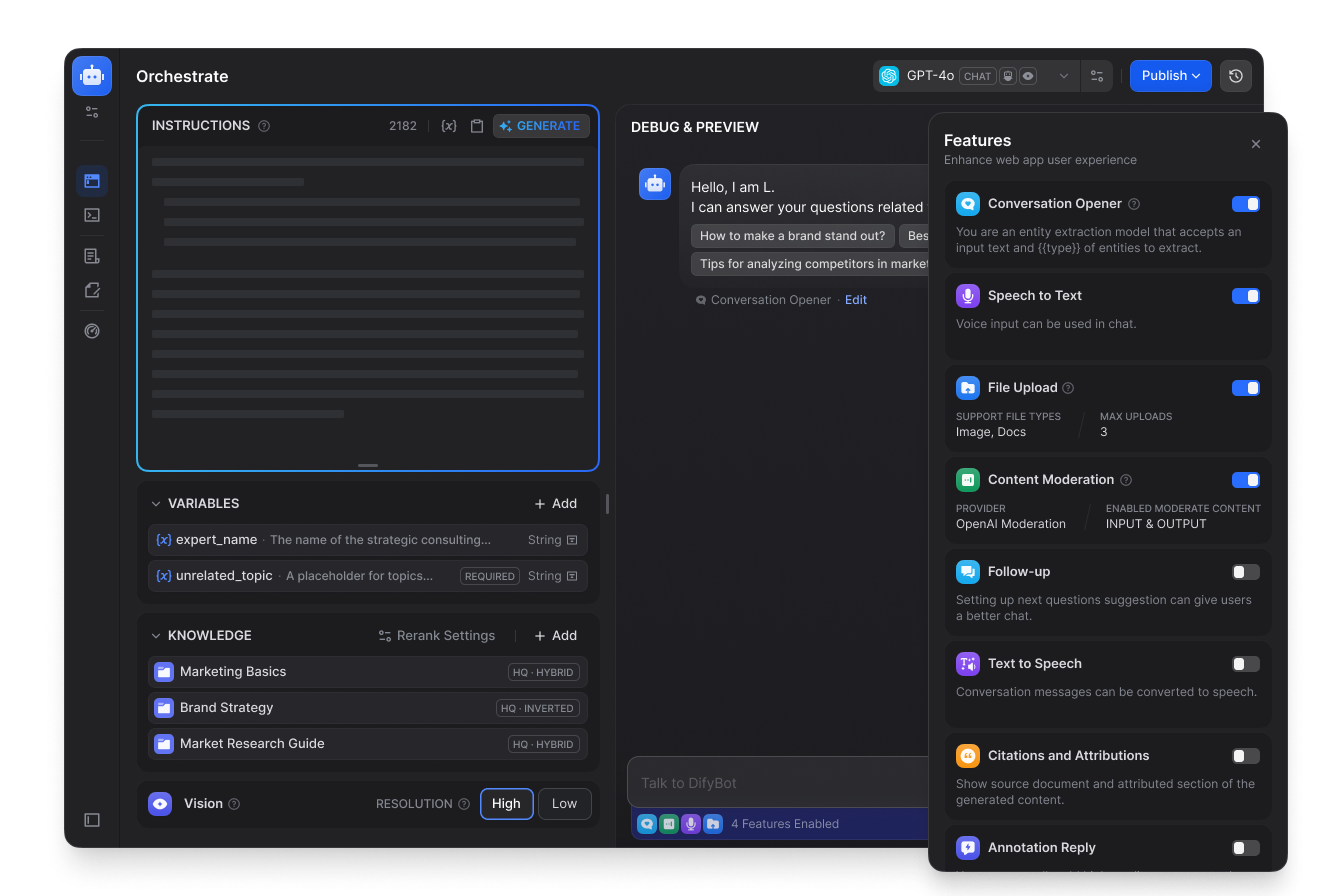 Orchestrate
GPT-4o CHAT
Publish
INSTRUCTIONS
2182
{x}
GENERATE
VARIABLES
Add
{x} expert_name · The name of the strategic consulting... String
{x} unrelated_topic · A placeholder for topics... REQUIRED String
KNOWLEDGE
Rerank Settings
Add
Marketing Basics HQ · HYBRID
Brand Strategy HQ · INVERTED
Market Research Guide HQ · HYBRID
Vision RESOLUTION High Low
DEBUG & PREVIEW
Hello, I am L.
I can answer your questions related
How to make a brand stand out? Bes
Tips for analyzing competitors in market
Conversation Opener · Edit
Talk to DifyBot
4 Features Enabled
Features
Enhance web app user experience
Conversation Opener
You are an entity extraction model that accepts an
input text and {{type}} of entities to extract.
Speech to Text
Voice input can be used in chat.
File Upload
SUPPORT FILE TYPES MAX UPLOADS
Image, Docs 3
Content Moderation
PROVIDER ENABLED MODERATE CONTENT
OpenAI Moderation INPUT & OUTPUT
Follow-up
Setting up next questions suggestion can give users
a better chat.
Text to Speech
Conversation messages can be converted to speech.
Citations and Attributions
Show source document and attributed section of the
generated content.
Annotation Reply